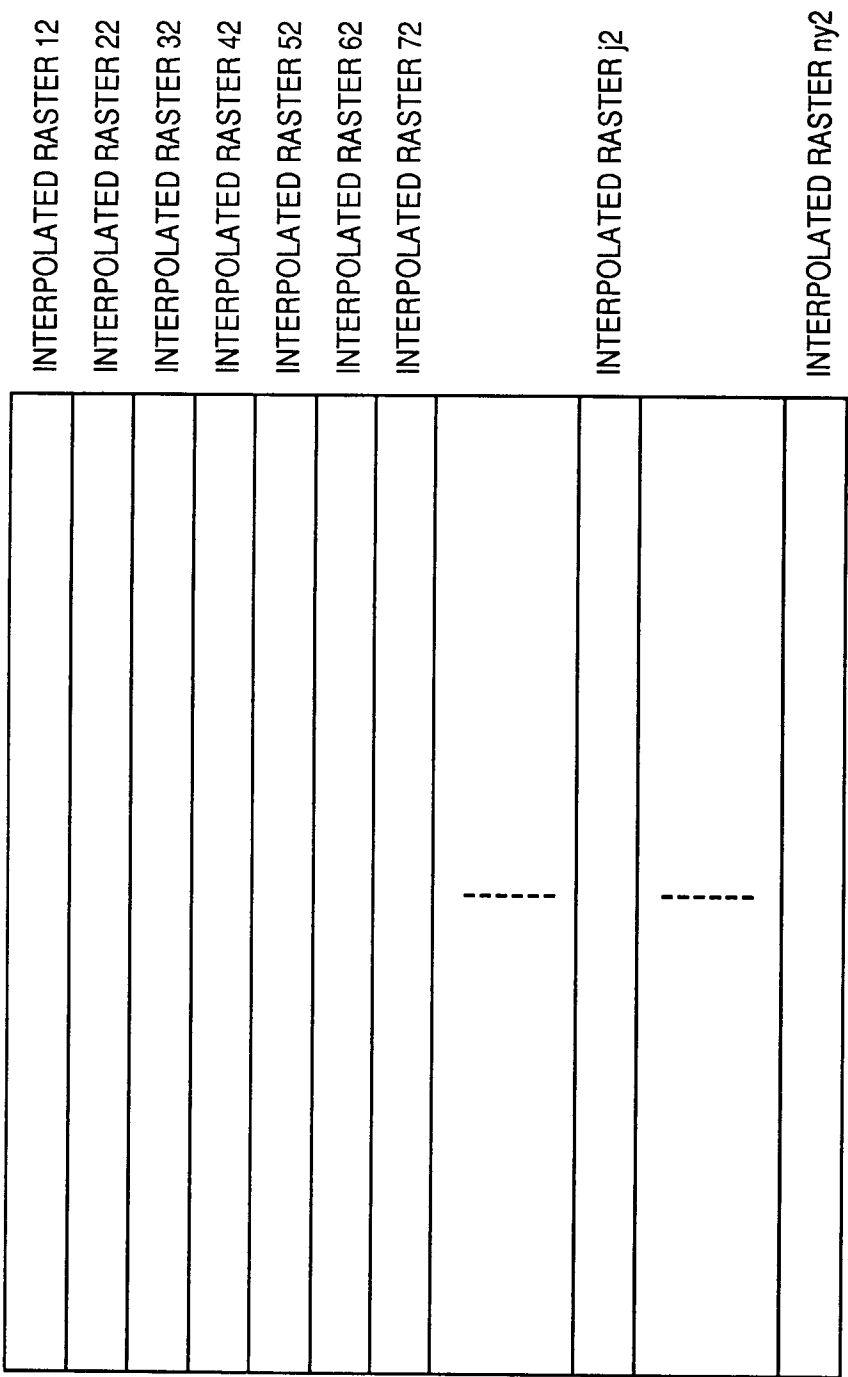 INTERPOLATED RASTER 12
INTERPOLATED RASTER 22
INTERPOLATED RASTER 32
INTERPOLATED RASTER 42
INTERPOLATED RASTER 52
INTERPOLATED RASTER 62
INTERPOLATED RASTER 72
INTERPOLATED RASTER j2
INTERPOLATED RASTER ny2